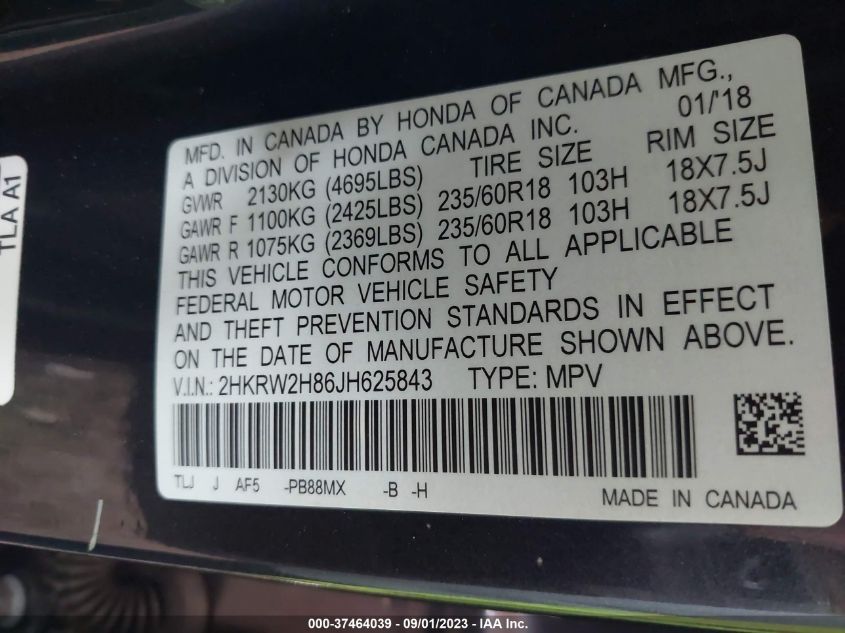 TLA A1
MFD. IN CANADA BY HONDA OF CANADA MFG.,
A DIVISION OF HONDA CANADA INC. 01/'18
GVWR 2130KG (4695LBS) TIRE SIZE RIM SIZE
GAWR F 1100KG (2425LBS) 235/60R18 103H 18X7.5J
GAWR R 1075KG (2369LBS) 235/60R18 103H 18X7.5J
THIS VEHICLE CONFORMS TO ALL APPLICABLE
FEDERAL MOTOR VEHICLE SAFETY
AND THEFT PREVENTION STANDARDS IN EFFECT
ON THE DATE OF MANUFACTURE SHOWN ABOVE.
V.I.N.: 2HKRW2H86JH625843 TYPE: MPV
TLJ J AF5 -PB88MX -B -H
MADE IN CANADA
000-37464039 - 09/01/2023 - IAA Inc.